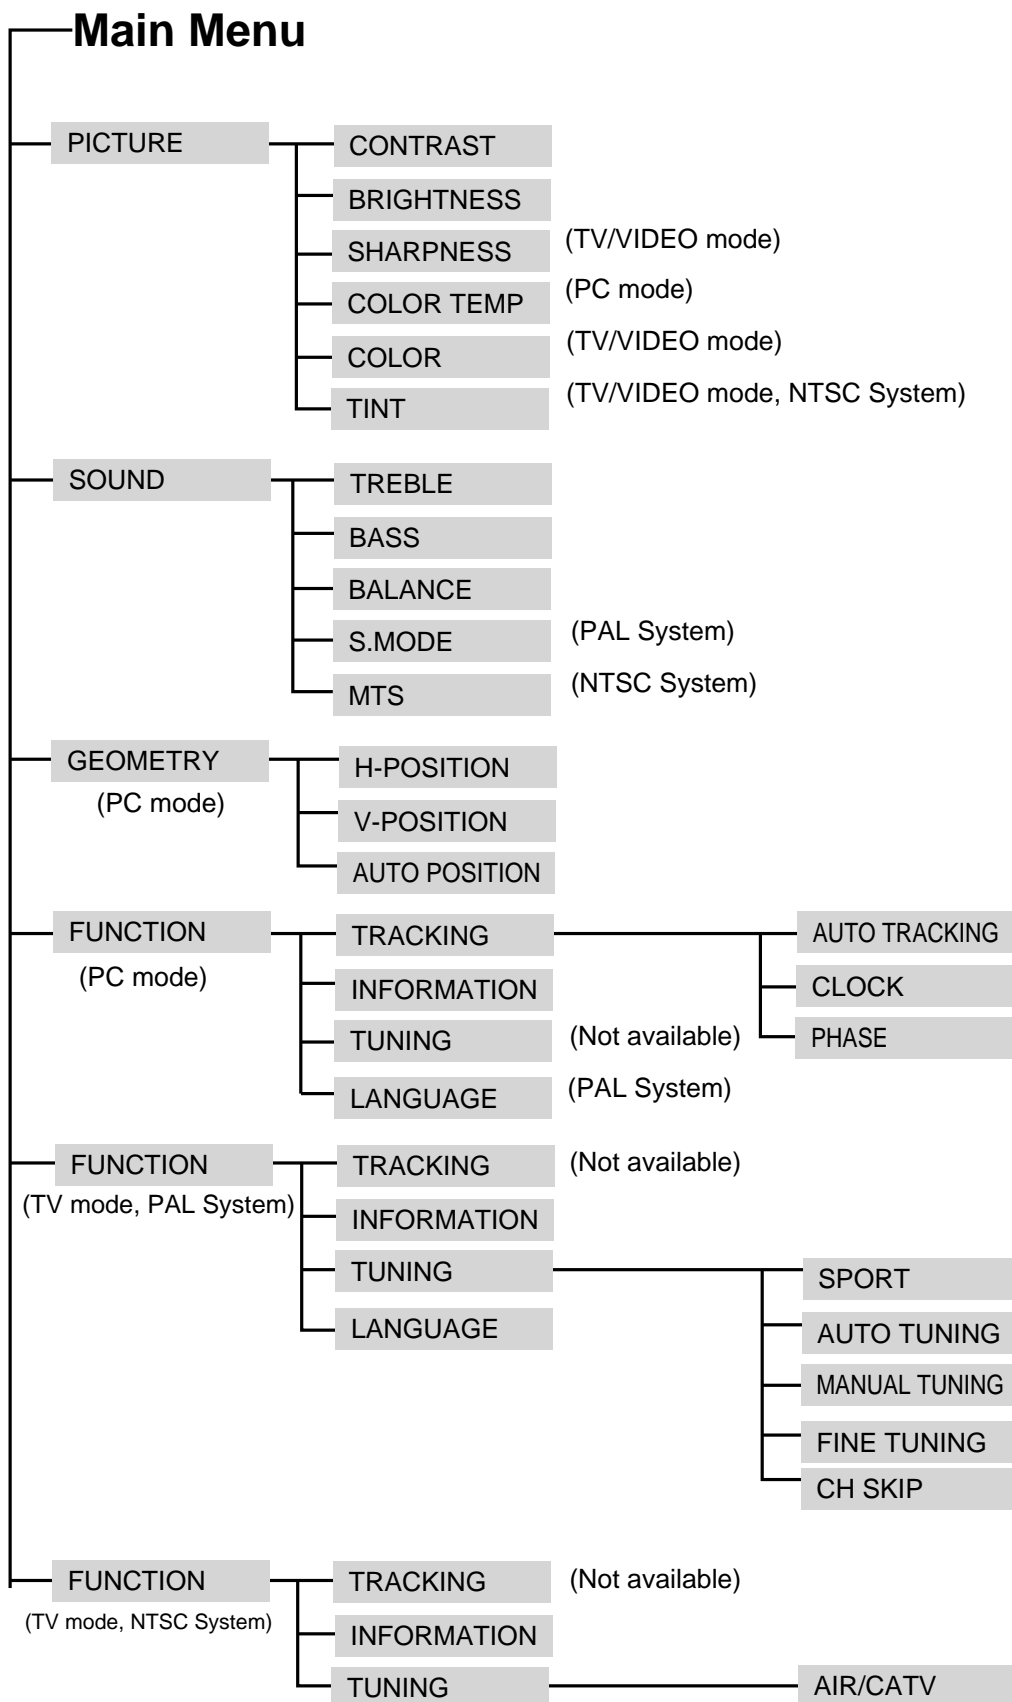 Main Menu
PICTURE
CONTRAST
BRIGHTNESS
SHARPNESS (TV/VIDEO mode)
COLOR TEMP (PC mode)
COLOR (TV/VIDEO mode)
TINT (TV/VIDEO mode, NTSC System)
SOUND
TREBLE
BASS
BALANCE
S.MODE (PAL System)
MTS (NTSC System)
GEOMETRY
(PC mode)
H-POSITION
V-POSITION
AUTO POSITION
FUNCTION
(PC mode)
TRACKING
AUTO TRACKING
CLOCK
PHASE
INFORMATION
TUNING (Not available)
LANGUAGE (PAL System)
FUNCTION
(TV mode, PAL System)
TRACKING (Not available)
INFORMATION
TUNING
SPORT
AUTO TUNING
MANUAL TUNING
FINE TUNING
CH SKIP
LANGUAGE
FUNCTION
(TV mode, NTSC System)
TRACKING (Not available)
INFORMATION
TUNING
AIR/CATV